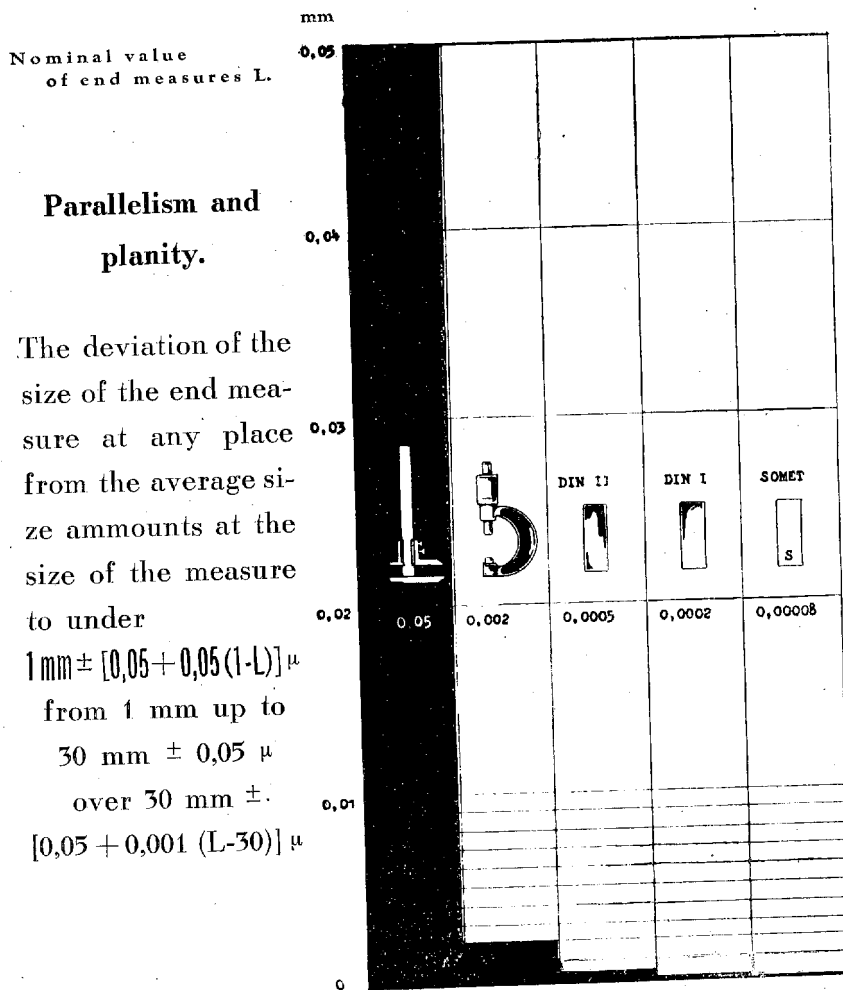 Nominal value
of end measures L.
Parallelism and
planity.
The deviation of the
size of the end mea-
sure at any place
from the average si-
ze ammounts at the
size of the measure
to under
1 mm ± [0,05+0,05(1-L)] μ
from 1 mm up to
30 mm ± 0,05 μ
over 30 mm ±.
[0,05 + 0,001 (L-30)] μ
mm
0,05
0,04
0,03
DIN II DIN I SOMET
S
0,02
0.05 0,002 0,0005 0,0002 0,00008
0,01
0